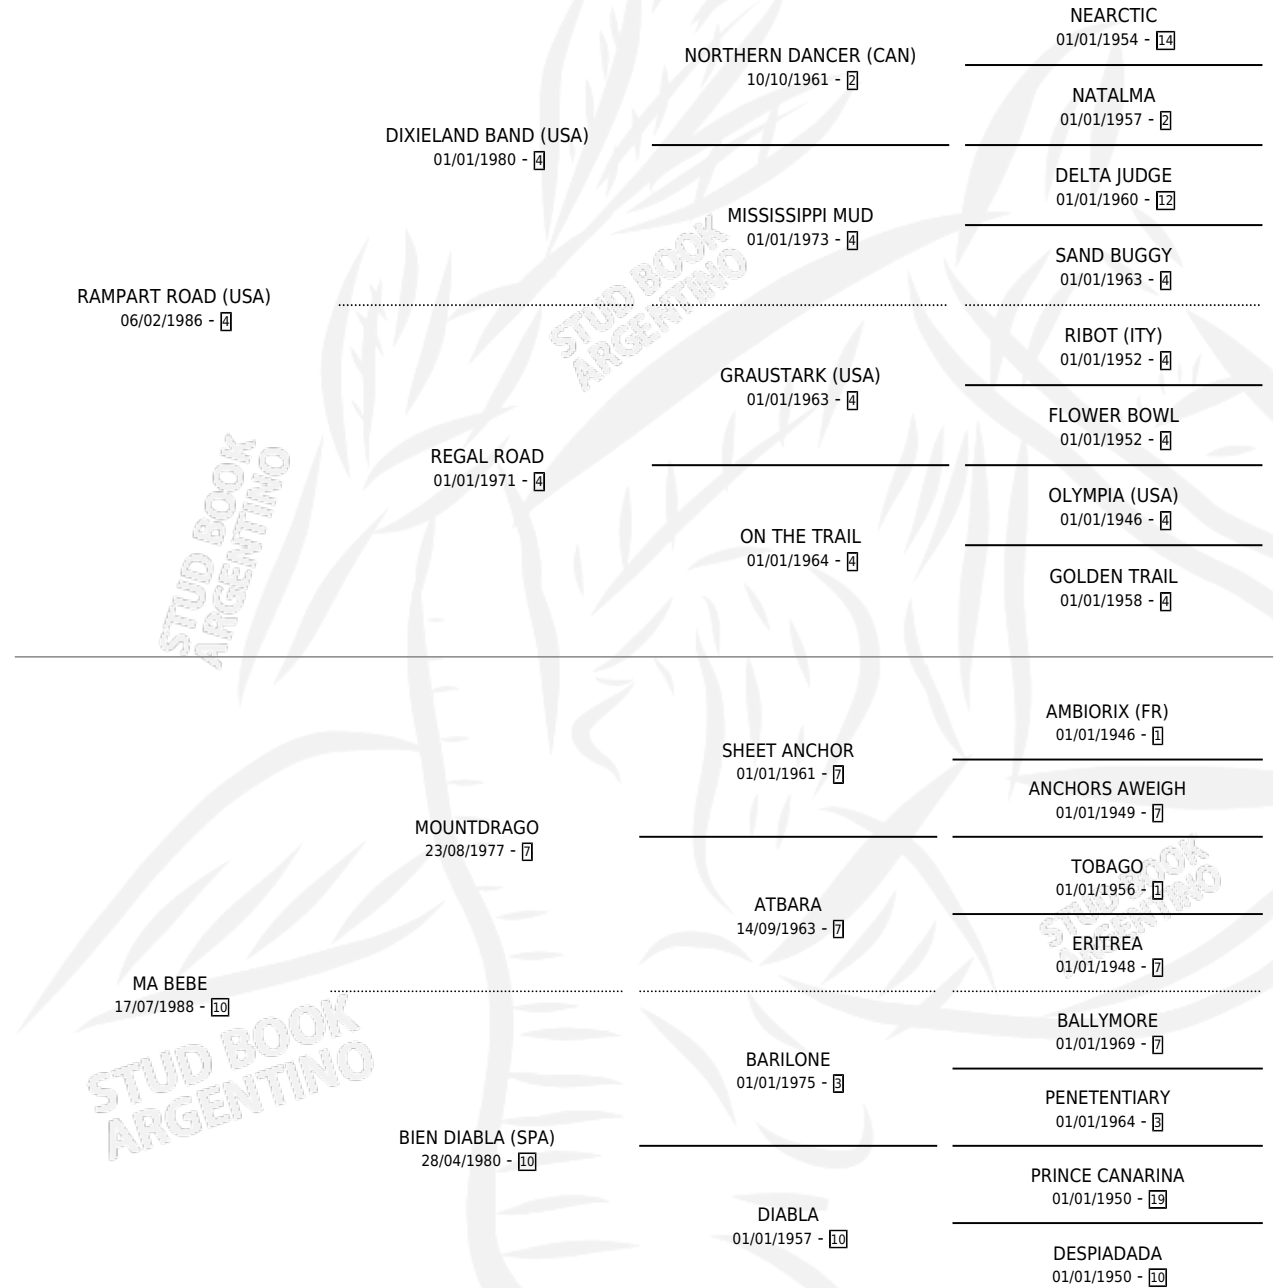 NEARCTIC
01/01/1954 - 14
NORTHERN DANCER (CAN)
10/10/1961 - 2
NATALMA
01/01/1957 - 2
DIXIELAND BAND (USA)
01/01/1980 - 4
DELTA JUDGE
01/01/1960 - 12
MISSISSIPPI MUD
01/01/1973 - 4
SAND BUGGY
01/01/1963 - 4
RAMPART ROAD (USA)
06/02/1986 - 4
STUD BOOK
ARGENTINO
RIBOT (ITY)
01/01/1952 - 4
GRAUSTARK (USA)
01/01/1963 - 4
FLOWER BOWL
01/01/1952 - 4
REGAL ROAD
01/01/1971 - 4
OLYMPIA (USA)
01/01/1946 - 4
ON THE TRAIL
01/01/1964 - 4
GOLDEN TRAIL
01/01/1958 - 4
STUD BOOK
ARGENTINO
AMBIORIX (FR)
01/01/1946 - 1
SHEET ANCHOR
01/01/1961 - 7
ANCHORS AWEIGH
01/01/1949 - 7
MOUNTDRAGO
23/08/1977 - 7
TOBAGO
01/01/1956 - 1
ATBARA
14/09/1963 - 7
STUD BOOK
ARGENTINO
ERITREA
01/01/1948 - 7
MA BEBE
17/07/1988 - 10
BALLYMORE
01/01/1969 - 7
BARILONE
01/01/1975 - 3
PENETENTIARY
01/01/1964 - 3
STUD BOOK
ARGENTINO
BIEN DIABLA (SPA)
28/04/1980 - 10
PRINCE CANARINA
01/01/1950 - 19
DIABLA
01/01/1957 - 10
DESPIADADA
01/01/1950 - 10